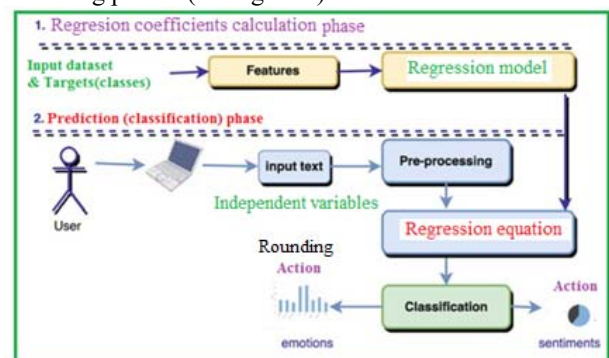 1. Regresion coefficients calculation phase
Input dataset
& Targets(classes)
Features
Regression model
2. Prediction (classification) phase
User
input text
Pre-processing
Independent variables
Regression equation
Rounding
Action
emotions
Classification
Action
sentiments